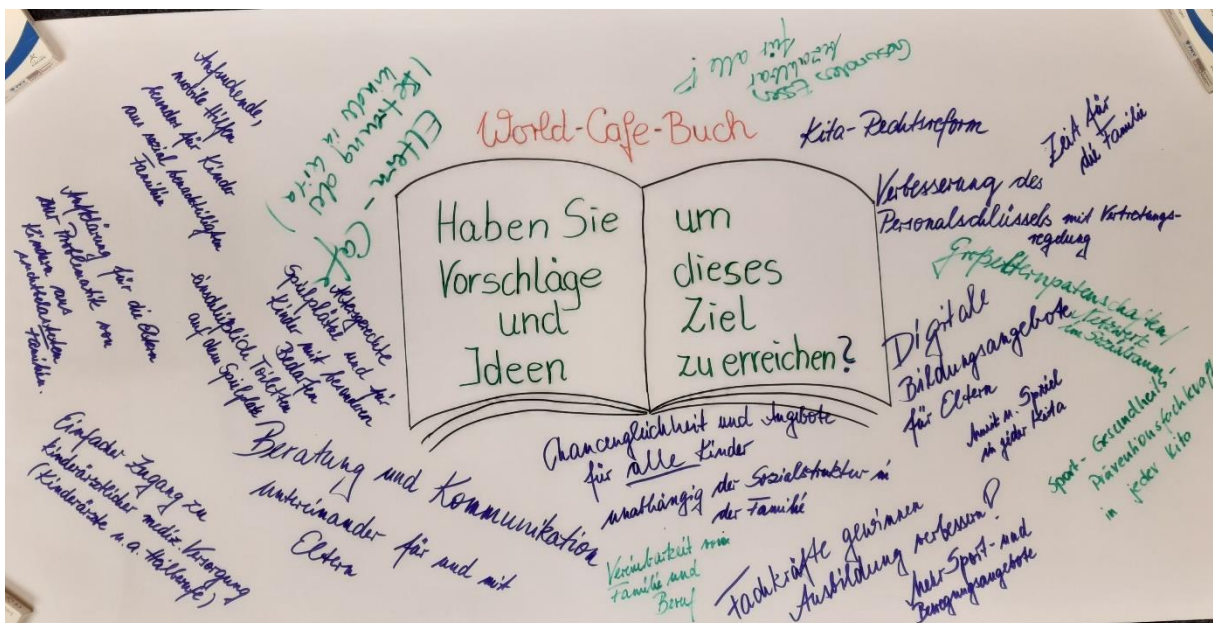 World-Cafe-Buch
Haben Sie
Vorschläge
und
Ideen
um
dieses
Ziel
zu erreichen?
Gesundes Essen
bezahlbar
für alle!
Kita-Rechtsreform
Zeit für
die Familie
Verbesserung des
Personalschlüssels mit Vertretungs-
regelung
Großelternpatenschaften/
Netzwerk
im Sozialraum
Digitale
Bildungsangebote
für Eltern
in jeder Kita
Sport- Gesundheits-
Präventionsfachkraft
in jeder Kita
Chancengleichheit und Angebote
für alle Kinder
unabhängig der Sozialstruktur in
der Familie
Fachkräfte gewinnen
Ausbildung verbessern!
Mehr Sport- und
Bewegungsangebote
Vereinbarkeit von
Familie und
Beruf
Beratung und Kommunikation
untereinander für und mit
Eltern
Einfacher Zugang zu
kinderärztlicher mediz. Versorgung
(Kinderärzte u.a. Heilberufe)
Aufklärung für die Eltern
zur Problematik von
Kindern aus
suchtbelasteten
Familien.
Aufsuchende,
mobile Hilfen
für Kinder
aus sozial benachteiligten
Familien
Eltern-Café
(Betreuung der
Kinder in Kita)
Altersgerechte
Spielplätze und für
Kinder mit besonderen
Bedarfen
einschließlich Toiletten
auf dem Spielplatz